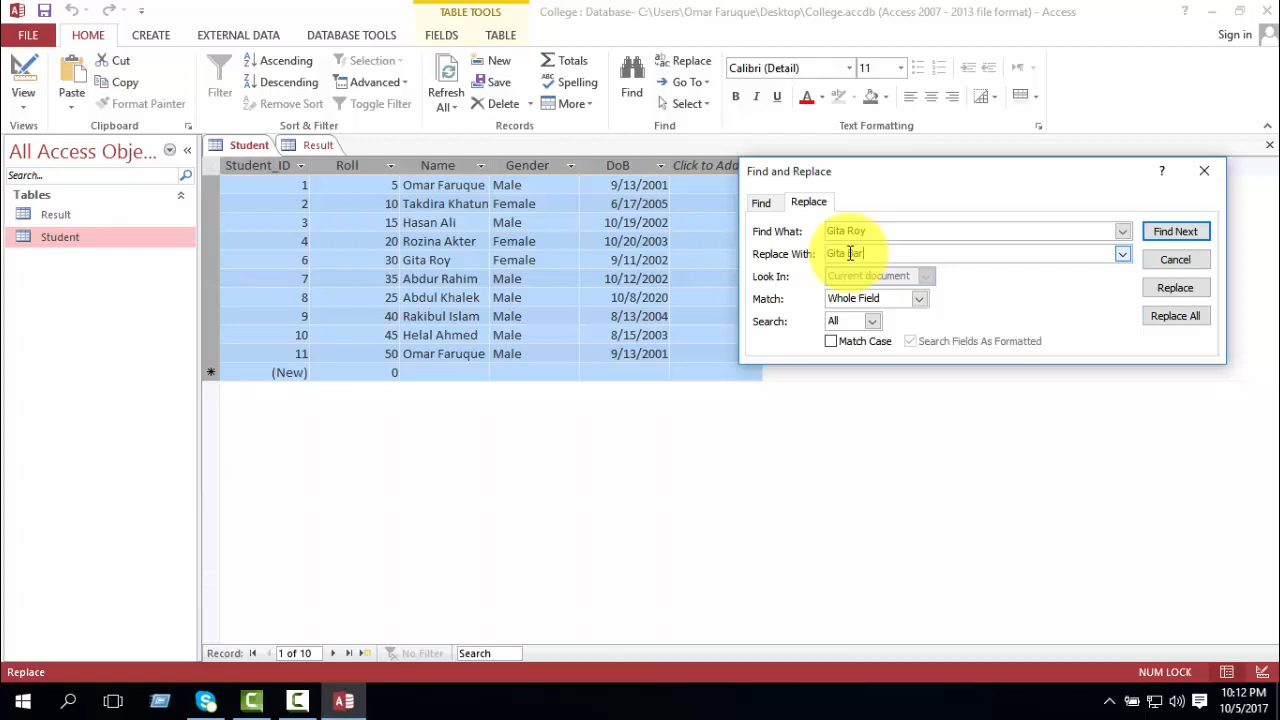 TABLE TOOLS
College : Database- C:\Users\Omar Faruque\Desktop\College.accdb (Access 2007 - 2013 file format) - Access
?
FILE HOME CREATE EXTERNAL DATA DATABASE TOOLS FIELDS TABLE Sign in
View
Views
Paste
Cut
Copy
Format Painter
Clipboard
Filter
Ascending
Descending
Remove Sort
Selection
Advanced
Toggle Filter
Sort & Filter
Refresh All
New
Save
Delete
Totals
Spelling
More
Records
Find
Replace
Go To
Select
Find
Calibri (Detail) 11
B I U A
Text Formatting
All Access Obje...
Search...
Tables
Result
Student
Student Result
Student_ID Roll Name Gender DoB Click to Add
1 5 Omar Faruque Male 9/13/2001
2 10 Takdira Khatun Female 6/17/2005
3 15 Hasan Ali Male 10/19/2002
4 20 Rozina Akter Female 10/20/2003
6 30 Gita Roy Female 9/11/2002
7 35 Abdur Rahim Male 10/12/2002
8 25 Abdul Khalek Male 10/8/2020
9 40 Rakibul Islam Male 8/13/2004
10 45 Helal Ahmed Male 8/15/2003
11 50 Omar Faruque Male 9/13/2001
* (New) 0
Find and Replace ?
Find Replace
Find What: Gita Roy Find Next
Replace With: Gita Sar Cancel
Look In: Current document Replace
Match: Whole Field
Search: All Replace All
Match Case Search Fields As Formatted
Record: 1 of 10 No Filter Search
Replace NUM LOCK
10:12 PM
10/5/2017